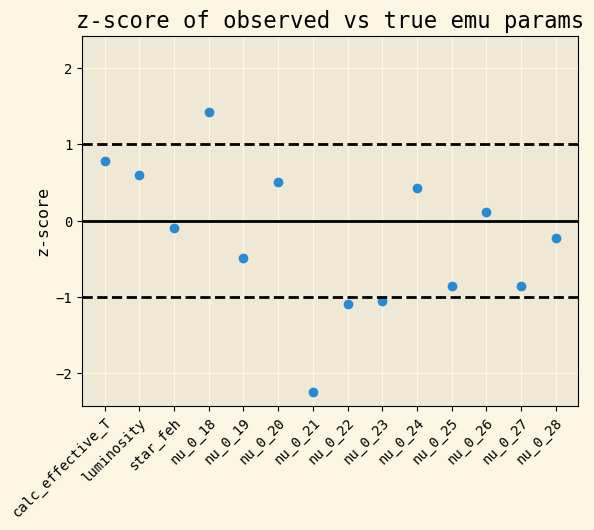 z-score of observed vs true emu params
z-score
2
1
0
−1
−2
calc_effective_T
luminosity
star_feh
nu_0_18
nu_0_19
nu_0_20
nu_0_21
nu_0_22
nu_0_23
nu_0_24
nu_0_25
nu_0_26
nu_0_27
nu_0_28